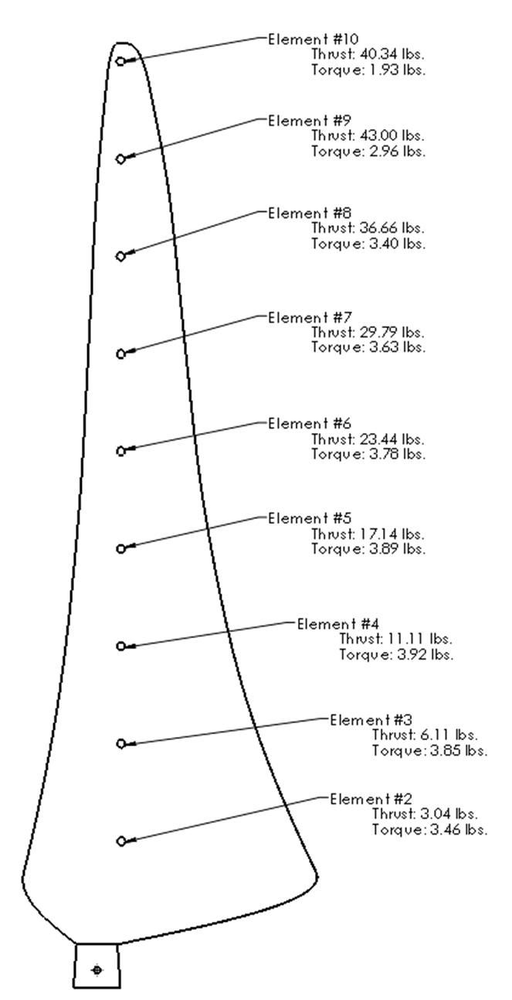 Element #10
Thrust: 40.34 lbs.
Torque: 1.93 lbs.
Element #9
Thrust: 43.00 lbs.
Torque: 2.96 lbs.
Element #8
Thrust: 36.66 lbs.
Torque: 3.40 lbs.
Element #7
Thrust: 29.79 lbs.
Torque: 3.63 lbs.
Element #6
Thrust: 23.44 lbs.
Torque: 3.78 lbs.
Element #5
Thrust: 17.14 lbs.
Torque: 3.89 lbs.
Element #4
Thrust: 11.11 lbs.
Torque: 3.92 lbs.
Element #3
Thrust: 6.11 lbs.
Torque: 3.85 lbs.
Element #2
Thrust: 3.04 lbs.
Torque: 3.46 lbs.